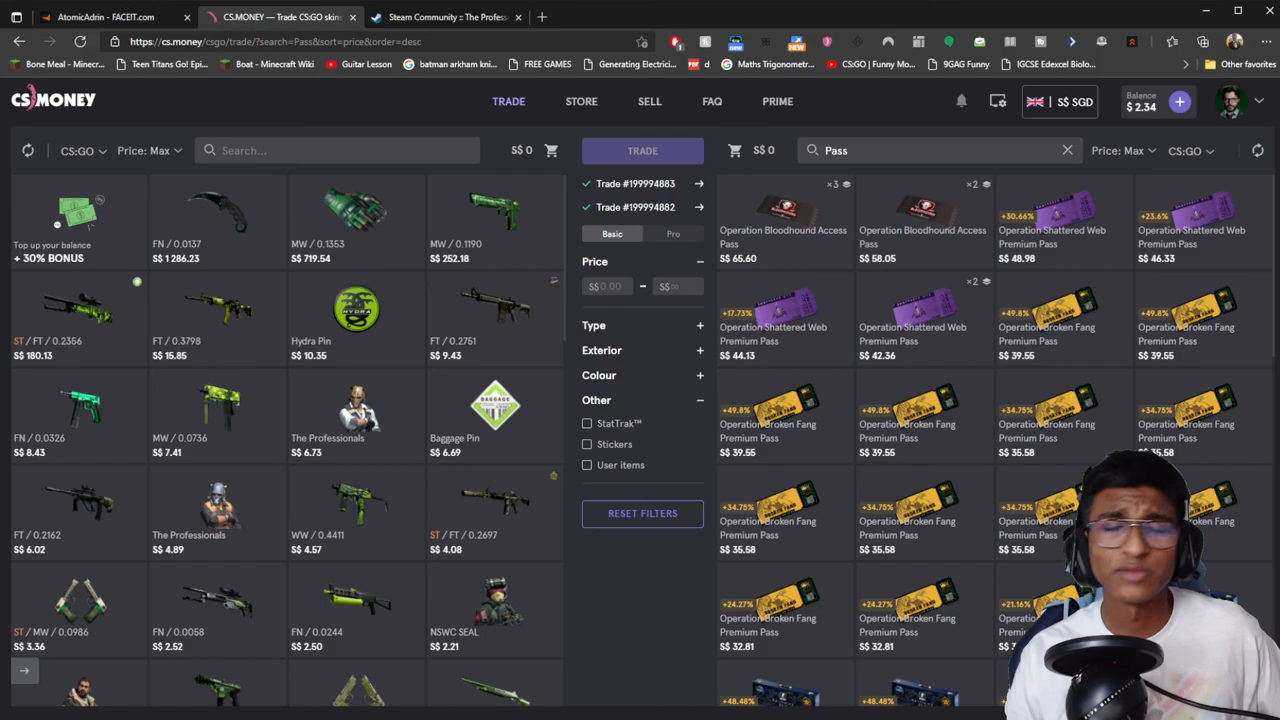 AtomicAdrin - FACEIT.com
CS.MONEY — Trade CS:GO skins
Steam Community :: The Profess
https://cs.money/csgo/trade/?search=Pass&sort=price&order=desc
Bone Meal - Minecr...
Teen Titans Go! Epi...
Boat - Minecraft Wiki
Guitar Lesson
batman arkham kni...
FREE GAMES
Generating Electrici...
PDF d
Maths Trigonometr...
CS:GO | Funny Mo...
9GAG Funny
IGCSE Edexcel Biolo...
Other favorites
CS MONEY
TRADE
STORE
SELL
FAQ
PRIME
S$ SGD
Balance
$ 2.34
CS:GO
Price: Max
Search...
S$ 0
TRADE
S$ 0
Pass
Price: Max
CS:GO
Top up your balance
+ 30% BONUS
FN / 0.0137
S$ 1 286.23
MW / 0.1353
S$ 719.54
MW / 0.1190
S$ 252.18
ST / FT / 0.2356
S$ 180.13
FT / 0.3798
S$ 15.85
HYDRA
Hydra Pin
S$ 10.35
FT / 0.2751
S$ 9.43
FN / 0.0326
S$ 8.43
MW / 0.0736
S$ 7.41
The Professionals
S$ 6.73
BAGGAGE
Baggage Pin
S$ 6.69
FT / 0.2162
S$ 6.02
The Professionals
S$ 4.89
WW / 0.4411
S$ 4.57
ST / FT / 0.2697
S$ 4.08
ST / MW / 0.0986
S$ 3.36
FN / 0.0058
S$ 2.52
FN / 0.0244
S$ 2.50
NSWC SEAL
S$ 2.21
Trade #199994883
Trade #199994882
Basic
Pro
Price
S$ 0.00
S$ ∞
Type
Exterior
Colour
Other
StatTrak™
Stickers
User items
RESET FILTERS
×3
Operation Bloodhound Access
Pass
S$ 65.60
×2
Operation Bloodhound Access
Pass
S$ 58.05
+30.66%
Operation Shattered Web
Premium Pass
S$ 48.98
+23.6%
Operation Shattered Web
Premium Pass
S$ 46.33
+17.73%
Operation Shattered Web
Premium Pass
S$ 44.13
×2
Operation Shattered Web
Premium Pass
S$ 42.36
+49.8%
Operation Broken Fang
Premium Pass
S$ 39.55
+49.8%
Operation Broken Fang
Premium Pass
S$ 39.55
+49.8%
Operation Broken Fang
Premium Pass
S$ 39.55
+49.8%
Operation Broken Fang
Premium Pass
S$ 39.55
+34.75%
Operation Broken Fang
Premium Pass
S$ 35.58
+34.75%
Operation Broken Fang
Premium Pass
35.58
+34.75%
Operation Broken Fang
Premium Pass
S$ 35.58
+34.75%
Operation Broken Fang
Premium Pass
S$ 35.58
+34.75%
Operation Broken Fang
Premium Pass
S$ 35.58
+24.27%
Operation Broken Fang
Premium Pass
S$ 32.81
+24.27%
Operation Broken Fang
Premium Pass
S$ 32.81
+21.16%
Operation Broken
Premium Pass
+48.48%
+48.48%